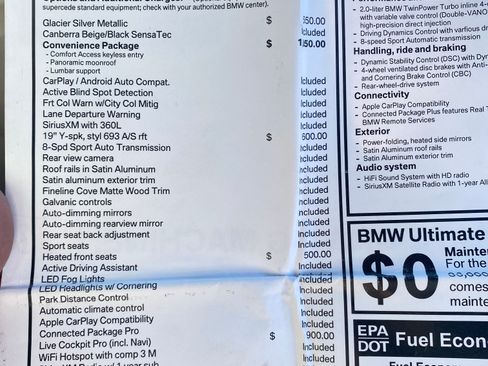 superscede standard equipment; check with your authorized BMW center).
Glacier Silver Metallic $ 550.00
Canberra Beige/Black SensaTec Icluded
Convenience Package $ 1,150.00
- Comfort Access keyless entry
- Panoramic moonroof
- Lumbar support
CarPlay / Android Auto Compat. Icluded
Active Blind Spot Detection Icluded
Frt Col Warn w/City Col Mitig Icluded
Lane Departure Warning Icluded
SiriusXM with 360L Icluded
19" Y-spk, styl 693 A/S rft $ 600.00
8-Spd Sport Auto Transmission Icluded
Rear view camera Icluded
Roof rails in Satin Aluminum Icluded
Satin aluminum exterior trim Icluded
Fineline Cove Matte Wood Trim Included
Galvanic controls Included
Auto-dimming mirrors Included
Auto-dimming rearview mirror Included
Rear seat back adjustment Included
Sport seats Included
Heated front seats $ 500.00
Active Driving Assistant Included
LED Fog Lights Included
LED Headlights w/ Cornering Included
Park Distance Control Included
Automatic climate control Included
Apple CarPlay Compatibility Included
Connected Package Pro $ 900.00
Live Cockpit Pro (incl. Navi) Included
WiFi Hotspot with comp 3 M Included
- 2.0-liter BMW TwinPower Turbo inline 4-
with variable valve control (Double-VANO
high-precision direct injection
- Driving Dynamics Control with various dr
- 8-speed Sport Automatic transmission
Handling, ride and braking
- Dynamic Stability Control (DSC) with Dyn
- 4-wheel ventilated disc brakes with Anti-
and Cornering Brake Control (CBC)
- Rear-wheel-drive system
Connectivity
- Apple CarPlay Compatibility
- Connected Package Plus features Real T
BMW Remote Services
Exterior
- Power-folding, heated side mirrors
- Satin Aluminum roof rails
- Satin Aluminum exterior trim
Audio system
- HiFi Sound System with HD radio
- SiriusXM Satellite Radio with 1-year All
BMW Ultimate
$0 Mainte
For the
comes
mainte
EPA
DOT Fuel Econ